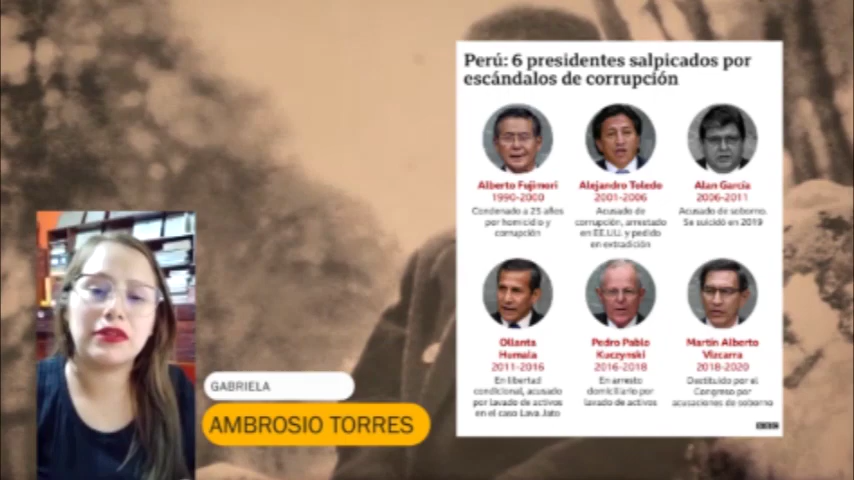 Perú: 6 presidentes salpicados por
escándalos de corrupción
Alberto Fujimori
1990-2000
Condenado a 25 años
por homicidio y
corrupción
Alejandro Toledo
2001-2006
Acusado de
corrupción, arrestado
en EE.UU. y pedido
en extradición
Alan García
2006-2011
Acusado de soborno.
Se suicidó en 2019
Ollanta
Humala
2011-2016
En libertad
condicional, acusado
por lavado de activos
en el caso Lava Jato
Pedro Pablo
Kuczynski
2016-2018
En arresto
domiciliario por
lavado de activos
Martín Alberto
Vizcarra
2018-2020
Destituido por el
Congreso por
acusaciones de soborno
BBC
GABRIELA
AMBROSIO TORRES